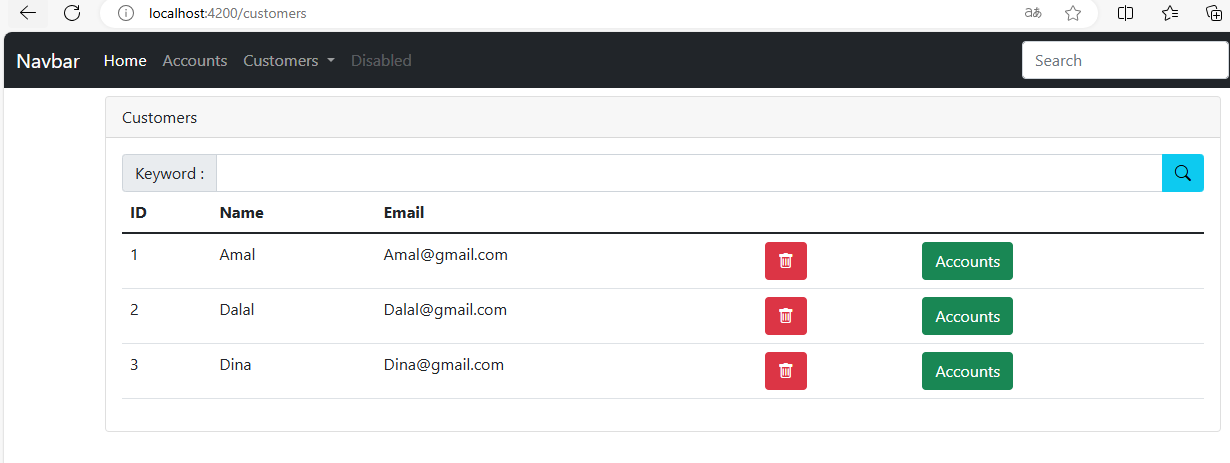 localhost:4200/customers
Navbar Home Accounts Customers Disabled Search
Customers
Keyword :
ID Name Email
1 Amal Amal@gmail.com Accounts
2 Dalal Dalal@gmail.com Accounts
3 Dina Dina@gmail.com Accounts